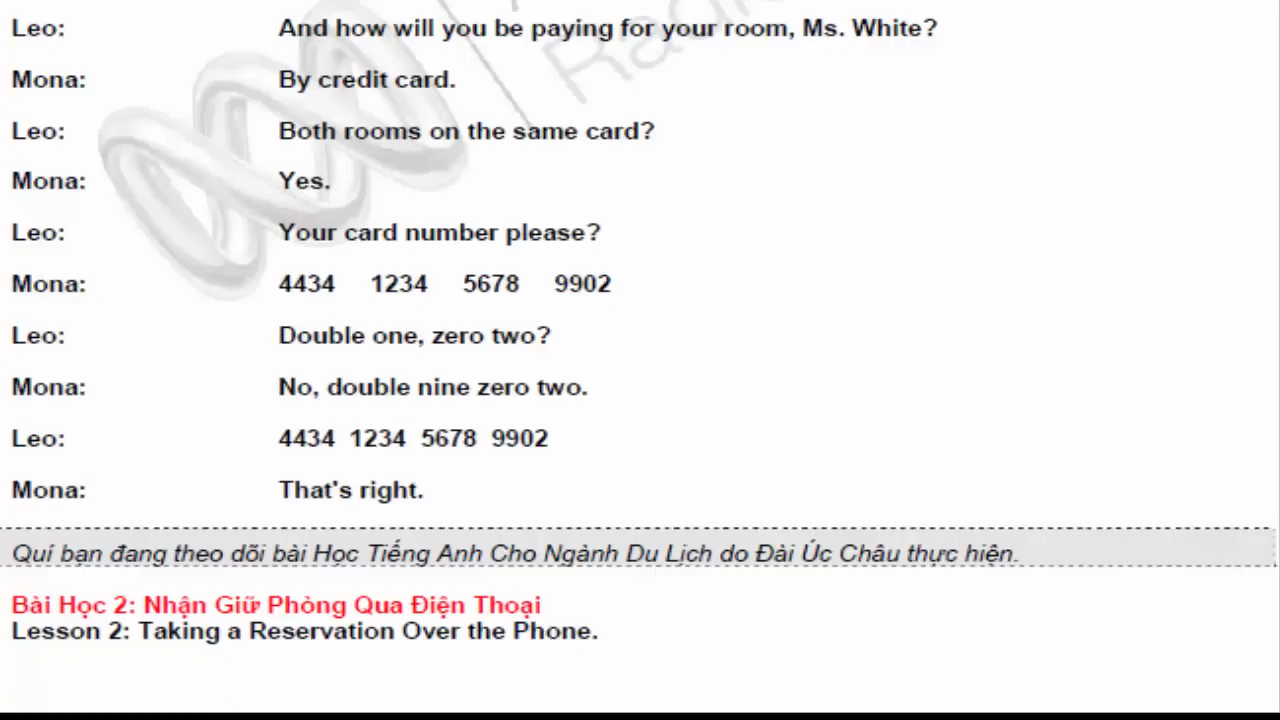 Leo: And how will you be paying for your room, Ms. White?
Mona: By credit card.
Leo: Both rooms on the same card?
Mona: Yes.
Leo: Your card number please?
Mona: 4434 1234 5678 9902
Leo: Double one, zero two?
Mona: No, double nine zero two.
Leo: 4434 1234 5678 9902
Mona: That's right.
Quí bạn đang theo dõi bài Học Tiếng Anh Cho Ngành Du Lịch do Đài Úc Châu thực hiện.
Bài Học 2: Nhận Giữ Phòng Qua Điện Thoại
Lesson 2: Taking a Reservation Over the Phone.